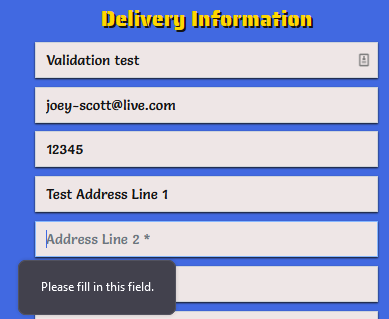 Delivery Information
Validation test
joey-scott@live.com
12345
Test Address Line 1
Address Line 2 *
Please fill in this field.